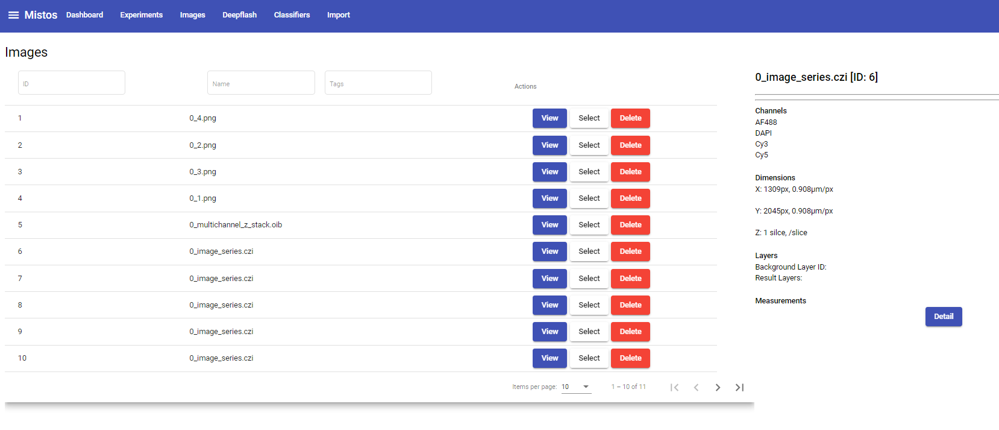 Mistos Dashboard Experiments Images Deepflash Classifiers Import
Images
ID Name Tags Actions
1 0_4.png View Select Delete
2 0_2.png View Select Delete
3 0_3.png View Select Delete
4 0_1.png View Select Delete
5 0_multichannel_z_stack.oib View Select Delete
6 0_image_series.czi View Select Delete
7 0_image_series.czi View Select Delete
8 0_image_series.czi View Select Delete
9 0_image_series.czi View Select Delete
10 0_image_series.czi View Select Delete
Items per page: 10 1 – 10 of 11
0_image_series.czi [ID: 6]
Channels
AF488
DAPI
Cy3
Cy5
Dimensions
X: 1309px, 0.908µm/px
Y: 2045px, 0.908µm/px
Z: 1 silce, /slice
Layers
Background Layer ID:
Result Layers:
Measurements
Detail